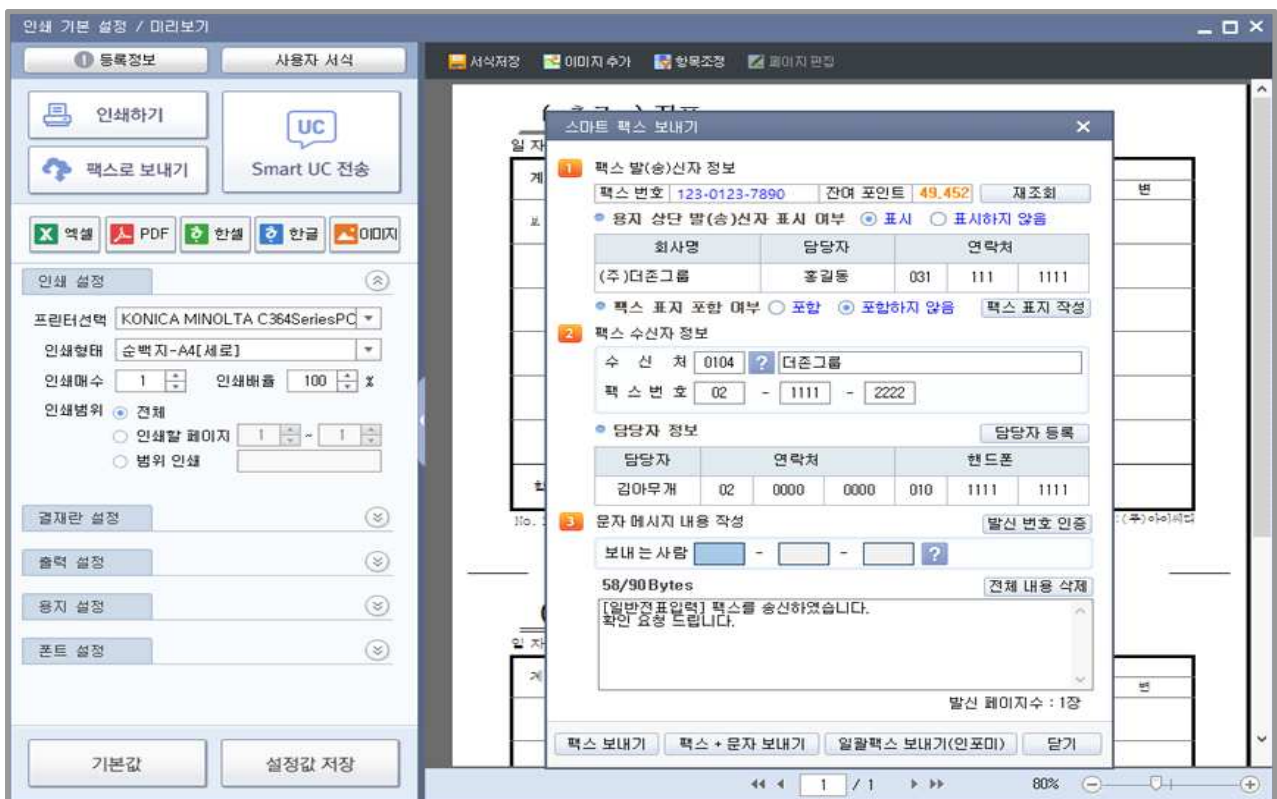 인쇄 기본 설정 / 미리보기
등록정보
사용자 서식
서식저장
이미지 추가
항목조정
페이지 편집
인쇄하기
팩스로 보내기
UC
Smart UC 전송
엑셀
PDF
한셀
한글
이미지
인쇄 설정
프린터선택 KONICA MINOLTA C364SeriesPC
인쇄형태 순백지-A4[세로]
인쇄매수 1 인쇄배율 100 %
인쇄범위 전체
인쇄할 페이지 1 ~ 1
범위 인쇄
결재란 설정
출력 설정
용지 설정
폰트 설정
기본값
설정값 저장
일 자
계
변
No.
일 자
계
변
스마트 팩스 보내기
1 팩스 발(송)신자 정보
팩스 번호 123-0123-7890 잔여 포인트 49,452 재조회
용지 상단 발(송)신자 표시 여부 표시 표시하지 않음
회사명 담당자 연락처
(주)더존그룹 홍길동 031 111 1111
팩스 표지 포함 여부 포함 포함하지 않음 팩스 표지 작성
2 팩스 수신자 정보
수 신 처 0104 ? 더존그룹
팩 스 번 호 02 - 1111 - 2222
담당자 정보 담당자 등록
담당자 연락처 핸드폰
김아무개 02 0000 0000 010 1111 1111
3 문자 메시지 내용 작성 발신 번호 인증
보내는사람 - - ?
58/90Bytes 전체 내용 삭제
[일반전표입력] 팩스를 송신하였습니다.
확인 요청 드립니다.
발신 페이지수 : 1장
팩스 보내기 팩스 + 문자 보내기 일괄팩스 보내기(인포미) 닫기
1 / 1
80%